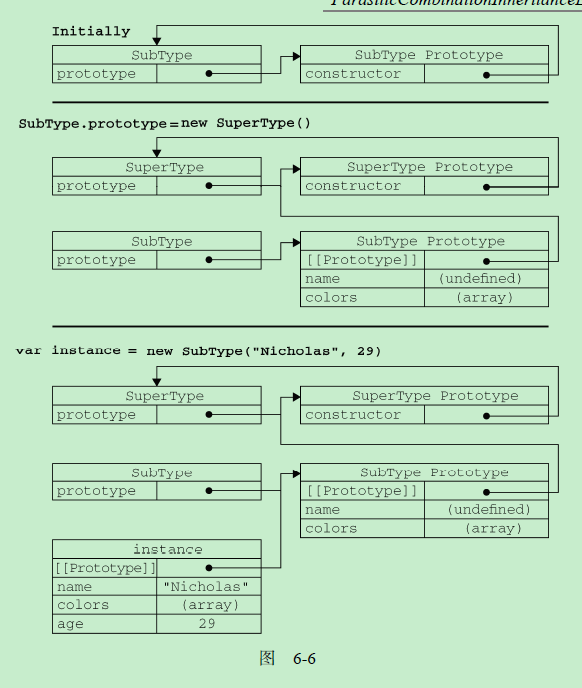 Initially
SubType SubType Prototype
prototype constructor
SubType.prototype=new SuperType()
SuperType SuperType Prototype
prototype constructor
SubType SubType Prototype
prototype [[Prototype]]
name (undefined)
colors (array)
var instance = new SubType("Nicholas", 29)
SuperType SuperType Prototype
prototype constructor
SubType SubType Prototype
prototype [[Prototype]]
name (undefined)
colors (array)
instance
[[Prototype]]
name "Nicholas"
colors (array)
age 29
图 6-6